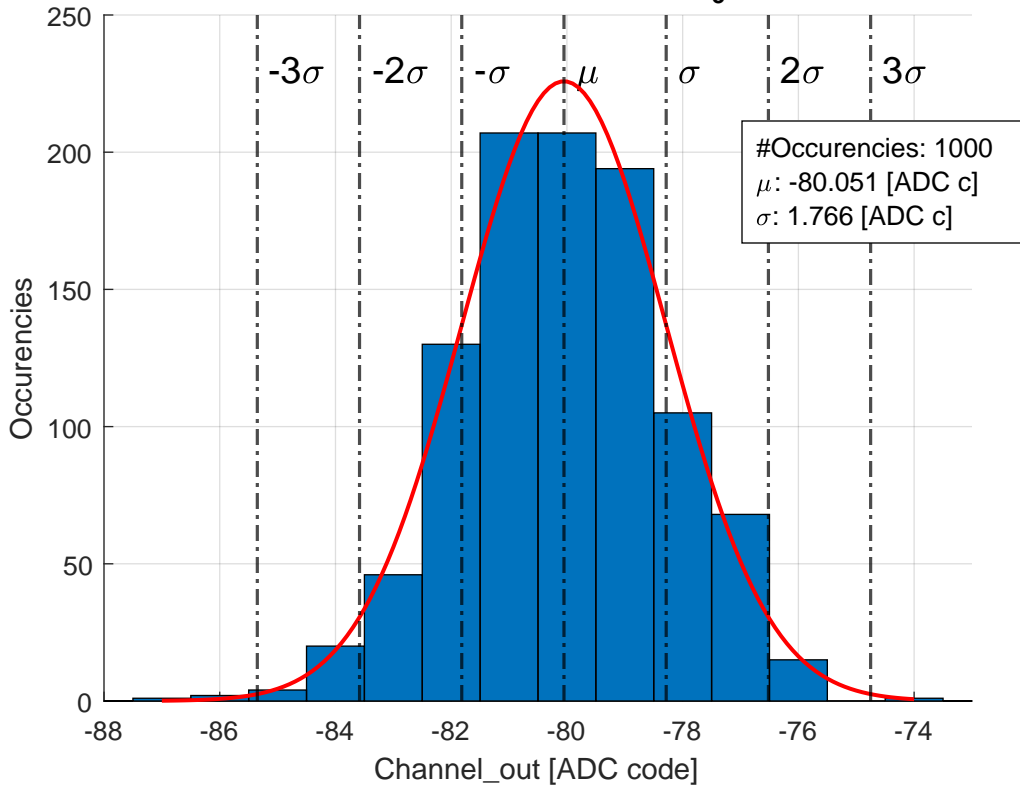 250
200
150
100
50
0
-3σ
-2σ
-σ
μ
σ
2σ
3σ
#Occurencies: 1000
μ: -80.051 [ADC c]
σ: 1.766 [ADC c]
Occurencies
-88
-86
-84
-82
-80
-78
-76
-74
Channel_out [ADC code]